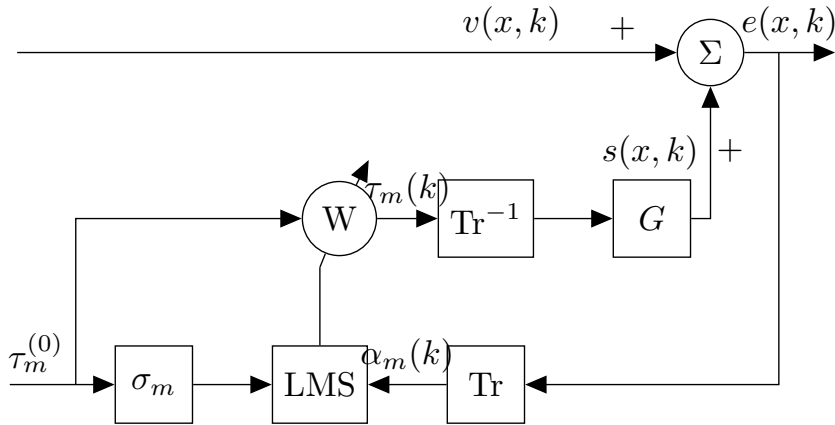 v(x, k) + Σ e(x, k)
s(x, k) +
W τ_m(k) Tr⁻¹ G
τ_m^{(0)} σ_m LMS α_m(k) Tr